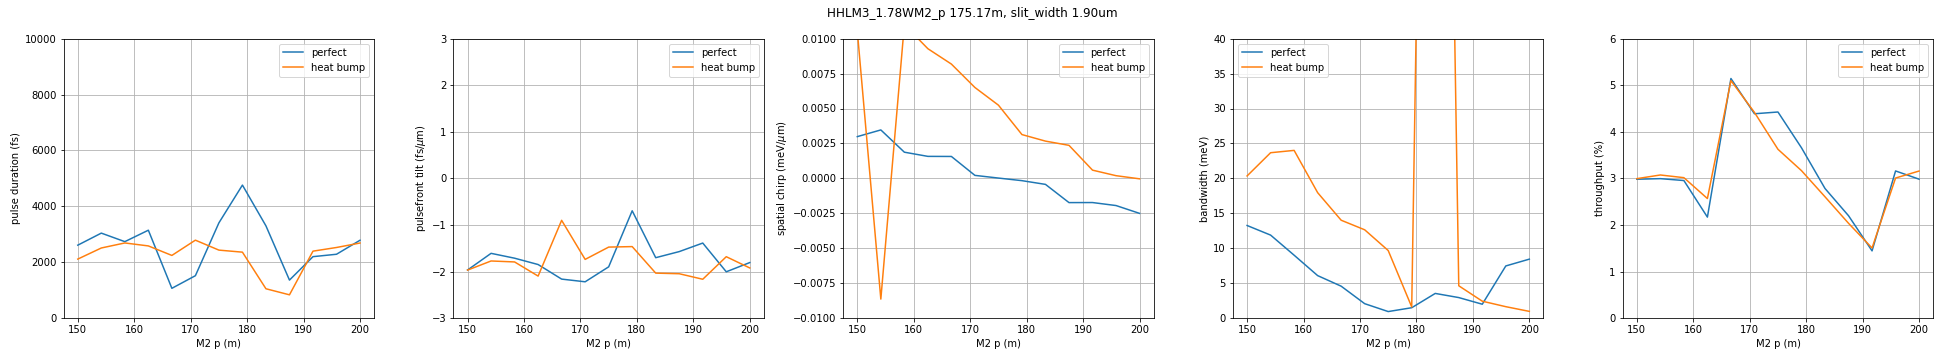 HHLM3_1.78WM2_p 175.17m, slit_width 1.90um
pulse duration (fs)
10000
8000
6000
4000
2000
0
150 160 170 180 190 200
M2 p (m)
perfect
heat bump
pulsefront tilt (fs/μm)
3
2
1
0
−1
−2
−3
150 160 170 180 190 200
M2 p (m)
perfect
heat bump
spatial chirp (meV/μm)
0.0100
0.0075
0.0050
0.0025
0.0000
−0.0025
−0.0050
−0.0075
−0.0100
150 160 170 180 190 200
M2 p (m)
perfect
heat bump
bandwidth (meV)
40
35
30
25
20
15
10
5
0
150 160 170 180 190 200
M2 p (m)
perfect
heat bump
throughput (%)
6
5
4
3
2
1
0
150 160 170 180 190 200
M2 p (m)
perfect
heat bump